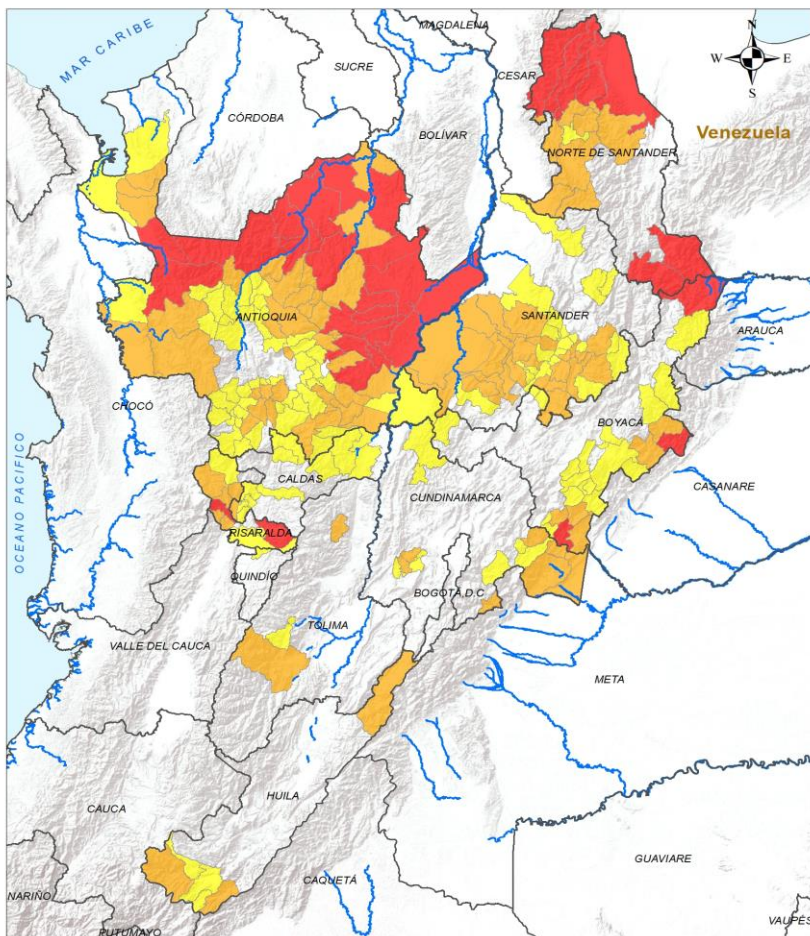 MAGDALENA
MAR CARIBE
SUCRE
CESAR
N
W E
S
CÓRDOBA
BOLÍVAR
Venezuela
NORTE DE SANTANDER
ANTIOQUIA
SANTANDER
ARAUCA
CHOCÓ
BOYACÁ
OCEANO PACIFICO
CALDAS
CUNDINAMARCA
CASANARE
RISARALDA
QUINDÍO
BOGOTÁ D.C
TOLIMA
VALLE DEL CAUCA
META
HUILA
CAUCA
GUAVIARE
CAQUETÁ
NARIÑO
PUTUMAYO
VAUPÉS